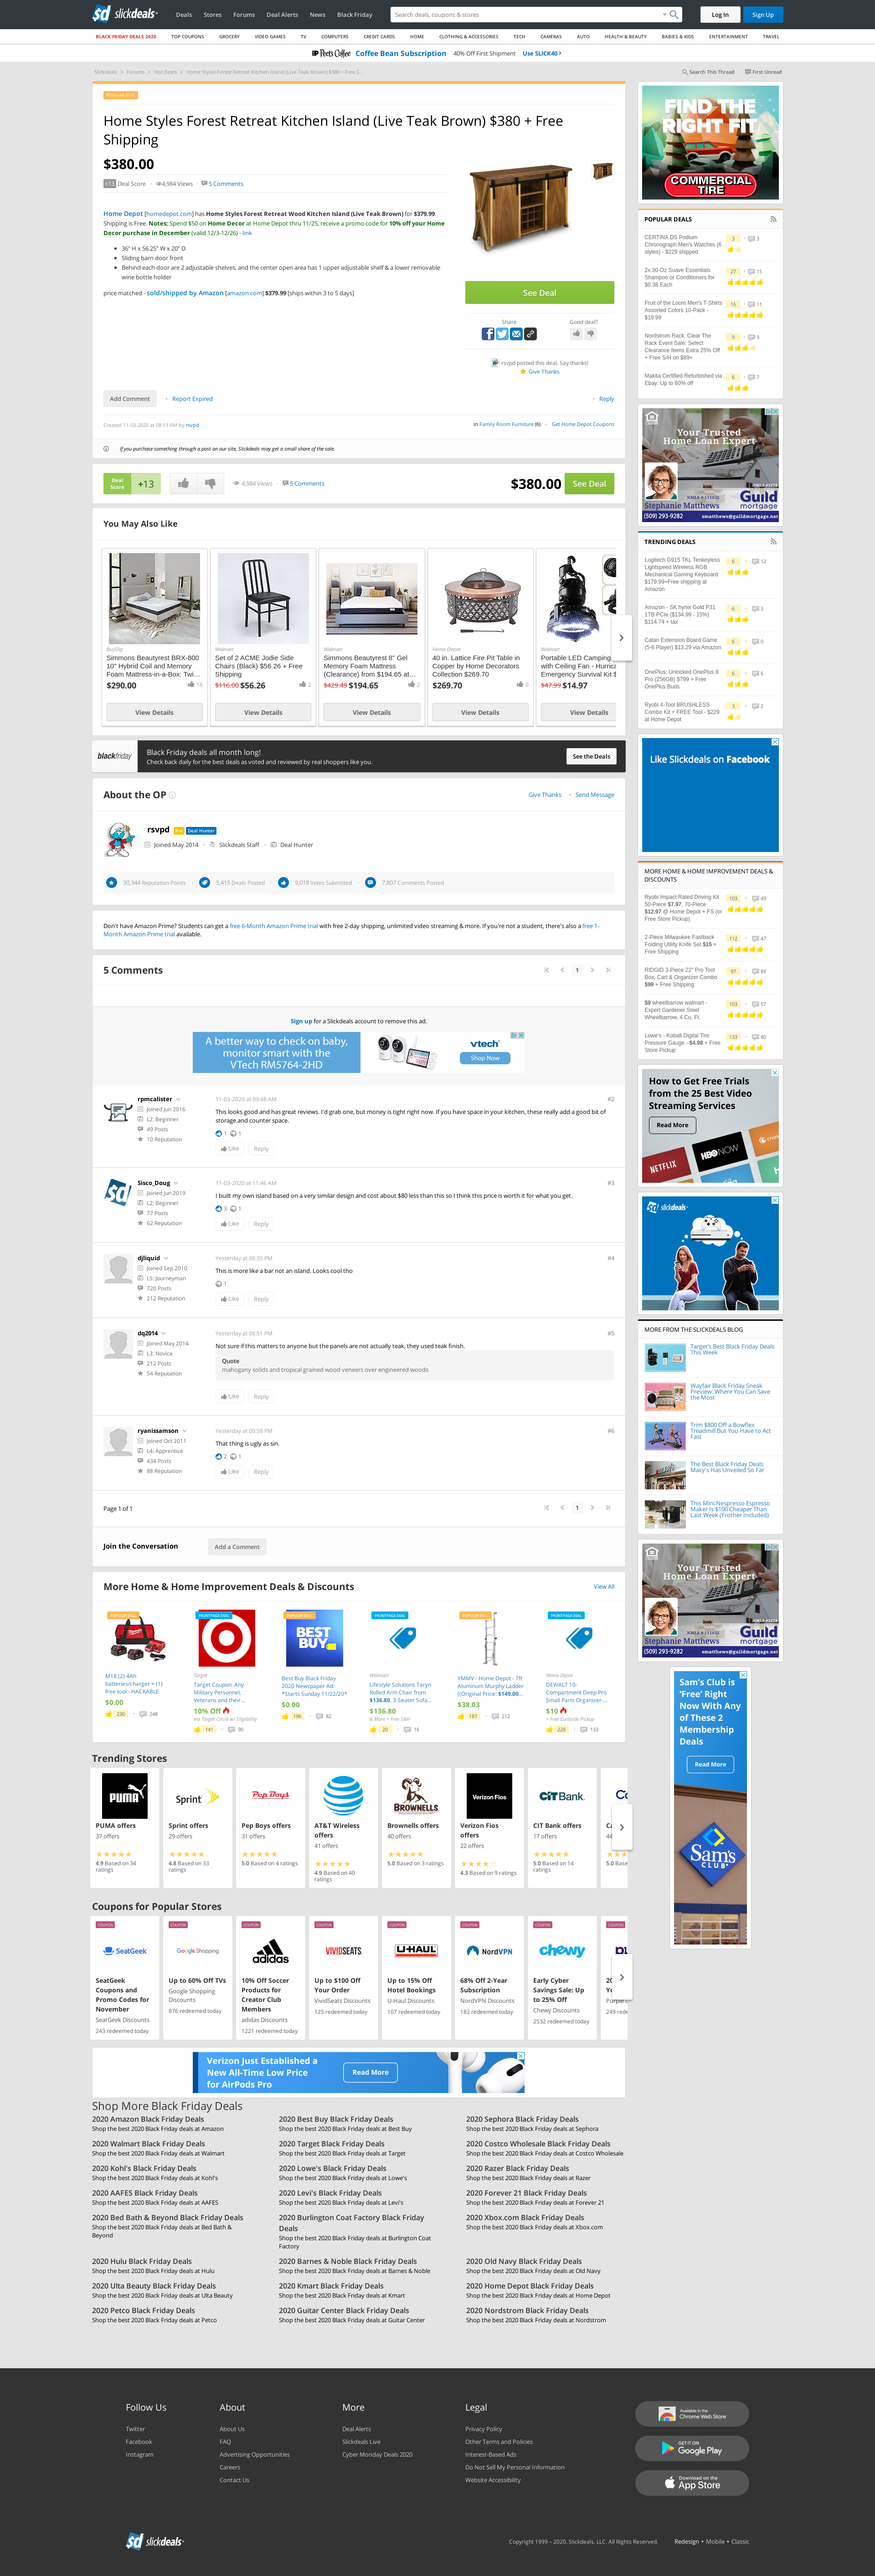 slickdeals
Deals Stores Forums Deal Alerts News Black Friday
Search deals, coupons & stores
Log In Sign Up
BLACK FRIDAY DEALS 2020 TOP COUPONS GROCERY VIDEO GAMES TV COMPUTERS CREDIT CARDS HOME CLOTHING & ACCESSORIES TECH CAMERAS AUTO HEALTH & BEAUTY BABIES & KIDS ENTERTAINMENT TRAVEL
Peet's Coffee Coffee Bean Subscription 40% Off First Shipment Use SLICK40
Slickdeals Forums Hot Deals Home Styles Forest Retreat Kitchen Island (Live Teak Brown) $380 + Free S...
Search This Thread First Unread
POPULAR DEAL
Home Styles Forest Retreat Kitchen Island (Live Teak Brown) $380 + Free
Shipping
$380.00
+13 Deal Score 4,984 Views 5 Comments
Home Depot [homedepot.com] has Home Styles Forest Retreat Wood Kitchen Island (Live Teak Brown) for $379.99.
Shipping is Free. Notes: Spend $50 on Home Decor at Home Depot thru 11/25, receive a promo code for 10% off your Home
Decor purchase in December (valid 12/3-12/26) - link
36" H x 56.25" W x 20" D
Sliding barn door front
Behind each door are 2 adjustable shelves, and the center open area has 1 upper adjustable shelf & a lower removable
wine bottle holder
price matched - sold/shipped by Amazon [amazon.com] $379.99 [ships within 3 to 5 days]
See Deal
Share Good deal?
rsvpd posted this deal. Say thanks!
Give Thanks
Add Comment Report Expired Reply
Created 11-03-2020 at 08:13 AM by rsvpd
in Family Room Furniture (6) Get Home Depot Coupons
If you purchase something through a post on our site, Slickdeals may get a small share of the sale.
Deal
Score
+13
4,984 Views 5 Comments
$380.00 See Deal
You May Also Like
BuyDig
Simmons Beautyrest BRX-800
10" Hybrid Coil and Memory
Foam Mattress-in-a-Box: Twi...
$290.00 16
View Details
Walmart
Set of 2 ACME Jodie Side
Chairs (Black) $56.26 + Free
Shipping
$116.00 $56.26 2
View Details
Walmart
Simmons Beautyrest 8" Gel
Memory Foam Mattress
(Clearance) from $194.65 at...
$429.49 $194.65 2
View Details
Home Depot
40 in. Lattice Fire Pit Table in
Copper by Home Decorators
Collection $269.70
$269.70 0
View Details
Walmart
Portable LED Camping
with Ceiling Fan - Hurric
Emergency Survival Kit $
$47.99 $14.97
View Details
blackfriday
Black Friday deals all month long!
Check back daily for the best deals as voted and reviewed by real shoppers like you.
See the Deals
About the OP
Give Thanks Send Message
rsvpd Pro Deal Hunter
Joined May 2014 Slickdeals Staff Deal Hunter
30,344 Reputation Points 5,415 Deals Posted 9,018 Votes Submitted 7,807 Comments Posted
Don't have Amazon Prime? Students can get a free 6-Month Amazon Prime trial with free 2-day shipping, unlimited video streaming & more. If you're not a student, there's also a free 1-
Month Amazon Prime trial available.
5 Comments
1
Sign up for a Slickdeals account to remove this ad.
A better way to check on baby,
monitor smart with the
VTech RM5764-2HD
vtech
Shop Now
rpmcalister
Joined Jun 2016
L2: Beginner
49 Posts
10 Reputation
11-03-2020 at 09:48 AM
#2
This looks good and has great reviews. I'd grab one, but money is tight right now. If you have space in your kitchen, these really add a good bit of
storage and counter space.
1 1
Like Reply
Sisco_Doug
Joined Jun 2019
L2: Beginner
77 Posts
62 Reputation
11-03-2020 at 11:46 AM
#3
I built my own island based on a very similar design and cost about $80 less than this so I think this price is worth it for what you get.
3 1
Like Reply
djliquid
Joined Sep 2010
L5: Journeyman
720 Posts
212 Reputation
Yesterday at 08:35 PM
#4
This is more like a bar not an island. Looks cool tho
1
Like Reply
dq2014
Joined May 2014
L3: Novice
212 Posts
54 Reputation
Yesterday at 08:51 PM
#5
Not sure if this matters to anyone but the panels are not actually teak, they used teak finish.
Quote
mahogany solids and tropical grained wood veneers over engineered woods
Like Reply
ryanissamson
Joined Oct 2011
L4: Apprentice
434 Posts
88 Reputation
Yesterday at 09:58 PM
#6
That thing is ugly as sin.
2 1
Like Reply
Page 1 of 1
1
Join the Conversation Add a Comment
More Home & Home Improvement Deals & Discounts
View All
POPULAR DEAL
M18 (2) 4Ah
batteries/charger + (1)
free tool - HACKABLE
$0.00
230 248
FRONTPAGE DEAL
Target
Target Coupon: Any
Military Personnel,
Veterans and their...
10% Off
via Target Circle w/ Eligibility
141 90
POPULAR DEAL
BEST
BUY
Best Buy Black Friday
2020 Newspaper Ad:
*Starts Sunday 11/22/20*
$0.00
196 82
FRONTPAGE DEAL
Walmart
Lifestyle Solutions Taryn
Rolled Arm Chair from
$136.80, 3-Seater Sofa...
$136.80
& More + Free S&H
20 16
POPULAR DEAL
YMMV - Home Depot - 7ft
Aluminum Murphy Ladder
((Original Price: $149.00...
$38.03
187 212
FRONTPAGE DEAL
Home Depot
DEWALT 10-
Compartment Deep Pro
Small Parts Organizer-...
$10
+ Free Curbside Pickup
228 133
Trending Stores
PUMA
PUMA offers
37 offers
4.9 Based on 34
ratings
Sprint
Sprint offers
29 offers
4.8 Based on 33
ratings
Pep Boys
Pep Boys offers
31 offers
5.0 Based on 4 ratings
AT&T Wireless
offers
41 offers
4.9 Based on 40
ratings
BROWNELLS
Brownells offers
40 offers
5.0 Based on 3 ratings
Verizon Fios
Verizon Fios
offers
22 offers
4.3 Based on 9 ratings
CIT BANK
CIT Bank offers
17 offers
5.0 Based on 14
ratings
Ca
44
5.0 Base
Coupons for Popular Stores
COUPON
SeatGeek
SeatGeek
Coupons and
Promo Codes for
November
SeatGeek Discounts
243 redeemed today
COUPON
Google Shopping
Up to 60% Off TVs
Google Shopping
Discounts
876 redeemed today
COUPON
adidas
10% Off Soccer
Products for
Creator Club
Members
adidas Discounts
1221 redeemed today
COUPON
VIVIDSEATS
Up to $100 Off
Your Order
VividSeats Discounts
125 redeemed today
COUPON
U-HAUL
Up to 15% Off
Hotel Bookings
U-Haul Discounts
107 redeemed today
COUPON
NordVPN
68% Off 2-Year
Subscription
NordVPN Discounts
182 redeemed today
COUPON
chewy
Early Cyber
Savings Sale: Up
to 25% Off
Chewy Discounts
2532 redeemed today
COUPON
Verizon Just Established a
New All-Time Low Price
for AirPods Pro
Read More
Shop More Black Friday Deals
2020 Amazon Black Friday Deals
Shop the best 2020 Black Friday deals at Amazon
2020 Best Buy Black Friday Deals
Shop the best 2020 Black Friday deals at Best Buy
2020 Sephora Black Friday Deals
Shop the best 2020 Black Friday deals at Sephora
2020 Walmart Black Friday Deals
Shop the best 2020 Black Friday deals at Walmart
2020 Target Black Friday Deals
Shop the best 2020 Black Friday deals at Target
2020 Costco Wholesale Black Friday Deals
Shop the best 2020 Black Friday deals at Costco Wholesale
2020 Kohl's Black Friday Deals
Shop the best 2020 Black Friday deals at Kohl's
2020 Lowe's Black Friday Deals
Shop the best 2020 Black Friday deals at Lowe's
2020 Razer Black Friday Deals
Shop the best 2020 Black Friday deals at Razer
2020 AAFES Black Friday Deals
Shop the best 2020 Black Friday deals at AAFES
2020 Levi's Black Friday Deals
Shop the best 2020 Black Friday deals at Levi's
2020 Forever 21 Black Friday Deals
Shop the best 2020 Black Friday deals at Forever 21
2020 Bed Bath & Beyond Black Friday Deals
Shop the best 2020 Black Friday deals at Bed Bath &
Beyond
2020 Burlington Coat Factory Black Friday
Deals
Shop the best 2020 Black Friday deals at Burlington Coat
Factory
2020 Xbox.com Black Friday Deals
Shop the best 2020 Black Friday deals at Xbox.com
2020 Hulu Black Friday Deals
Shop the best 2020 Black Friday deals at Hulu
2020 Barnes & Noble Black Friday Deals
Shop the best 2020 Black Friday deals at Barnes & Noble
2020 Old Navy Black Friday Deals
Shop the best 2020 Black Friday deals at Old Navy
2020 Ulta Beauty Black Friday Deals
Shop the best 2020 Black Friday deals at Ulta Beauty
2020 Kmart Black Friday Deals
Shop the best 2020 Black Friday deals at Kmart
2020 Home Depot Black Friday Deals
Shop the best 2020 Black Friday deals at Home Depot
2020 Petco Black Friday Deals
Shop the best 2020 Black Friday deals at Petco
2020 Guitar Center Black Friday Deals
Shop the best 2020 Black Friday deals at Guitar Center
2020 Nordstrom Black Friday Deals
Shop the best 2020 Black Friday deals at Nordstrom
FIND THE
RIGHT FIT
COMMERCIAL
TIRE
POPULAR DEALS
CERTINA DS Podium
Chronograph Men's Watches (6
styles) - $229 shipped
3 3
2x 30-Oz Suave Essentials
Shampoo or Conditioners for
$0.38 Each
27 15
Fruit of the Loom Men's T-Shirts
Assorted Colors 10-Pack -
$19.99
16 11
Nordstrom Rack: Clear The
Rack Event Sale: Select
Clearance Items Extra 25% Off
+ Free S/H on $89+
9 3
Makita Certified Refurbished via
Ebay: Up to 60% off
6 7
Your Trusted
Home Loan Expert
NMLS #111432
Guild
mortgage
Stephanie Matthews
(509) 293-9282 smatthews@guildmortgage.net
TRENDING DEALS
Logitech G915 TKL Tenkeyless
Lightspeed Wireless RGB
Mechanical Gaming Keyboard
$179.99+Free shipping at
Amazon
6 12
Amazon - SK hynix Gold P31
1TB PCIe ($134.99 - 15%)
$114.74 + tax
6 3
Catan Extension Board Game
(5-6 Player) $13.29 via Amazon
6 0
OnePlus: Unlocked OnePlus 8
Pro (256GB) $799 + Free
OnePlus Buds
6 6
Ryobi 4-Tool BRUSHLESS
Combo Kit + FREE Tool - $229
at Home Depot
3 2
Like Slickdeals on Facebook
MORE HOME & HOME IMPROVEMENT DEALS &
DISCOUNTS
Ryobi Impact Rated Driving Kit
50-Piece $7.97, 70-Piece
$12.97 @ Home Depot + FS (or
Free Store Pickup)
103 49
2-Piece Milwaukee Fastback
Folding Utility Knife Set $15 +
Free Shipping
112 47
RIDGID 3-Piece 22" Pro Tool
Box, Cart & Organizer Combo
$99 + Free Shipping
97 89
$9 wheelbarrow walmart -
Expert Gardener Steel
Wheelbarrow, 4 Cu. Ft.
103 57
Lowe's - Kobalt Digital Tire
Pressure Gauge - $4.98 + Free
Store Pickup
133 80
How to Get Free Trials
from the 25 Best Video
Streaming Services
Read More
NETFLIX
HBO NOW
slickdeals
MORE FROM THE SLICKDEALS BLOG
Target's Best Black Friday Deals
This Week
Wayfair Black Friday Sneak
Preview: Where You Can Save
the Most
Trim $800 Off a Bowflex
Treadmill But You Have to Act
Fast
The Best Black Friday Deals
Macy's Has Unveiled So Far
This Mini Nespresso Espresso
Maker Is $100 Cheaper Than
Last Week (Frother Included)
Your Trusted
Home Loan Expert
NMLS #111432
Guild
mortgage
Stephanie Matthews
(509) 293-9282 smatthews@guildmortgage.net
Sam's Club is
'Free' Right
Now With Any
of These 2
Membership
Deals
Read More
Sam's
CLUB
Follow Us
Twitter
Facebook
Instagram
About
About Us
FAQ
Advertising Opportunities
Careers
Contact Us
More
Deal Alerts
Slickdeals Live
Cyber Monday Deals 2020
Legal
Privacy Policy
Other Terms and Policies
Interest-Based Ads
Do Not Sell My Personal Information
Website Accessibility
Available in the
Chrome Web Store
GET IT ON
Google Play
Download on the
App Store
slickdeals
Copyright 1999 - 2020. Slickdeals, LLC. All Rights Reserved. Redesign • Mobile • Classic